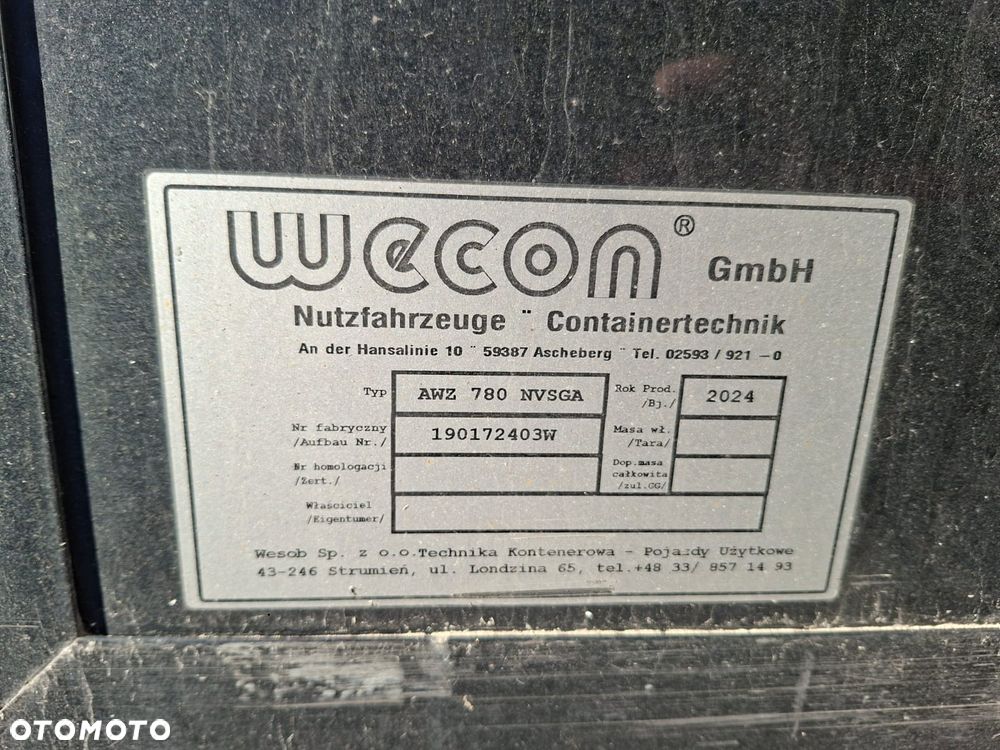 wecon® GmbH
Nutzfahrzeuge ¨ Containertechnik
An der Hansalinie 10 ¨ 59387 Ascheberg ¨ Tel. 02593 / 921 -0
Typ AWZ 780 NVSGA Rok Prod. /Bj./ 2024
Nr fabryczny /Aufbau Nr./ 190172403W Masa wł. /Tara/
Nr homologacji /Zert./ Dop.masa całkowita /zul.GG/
Właściciel /Eigentumer/
Wesob Sp. z o.o.Technika Kontenerowa - Pojazdy Użytkowe
43-246 Strumień, ul. Londzina 65, tel.+48 33/ 857 14 93
OTOMOTO